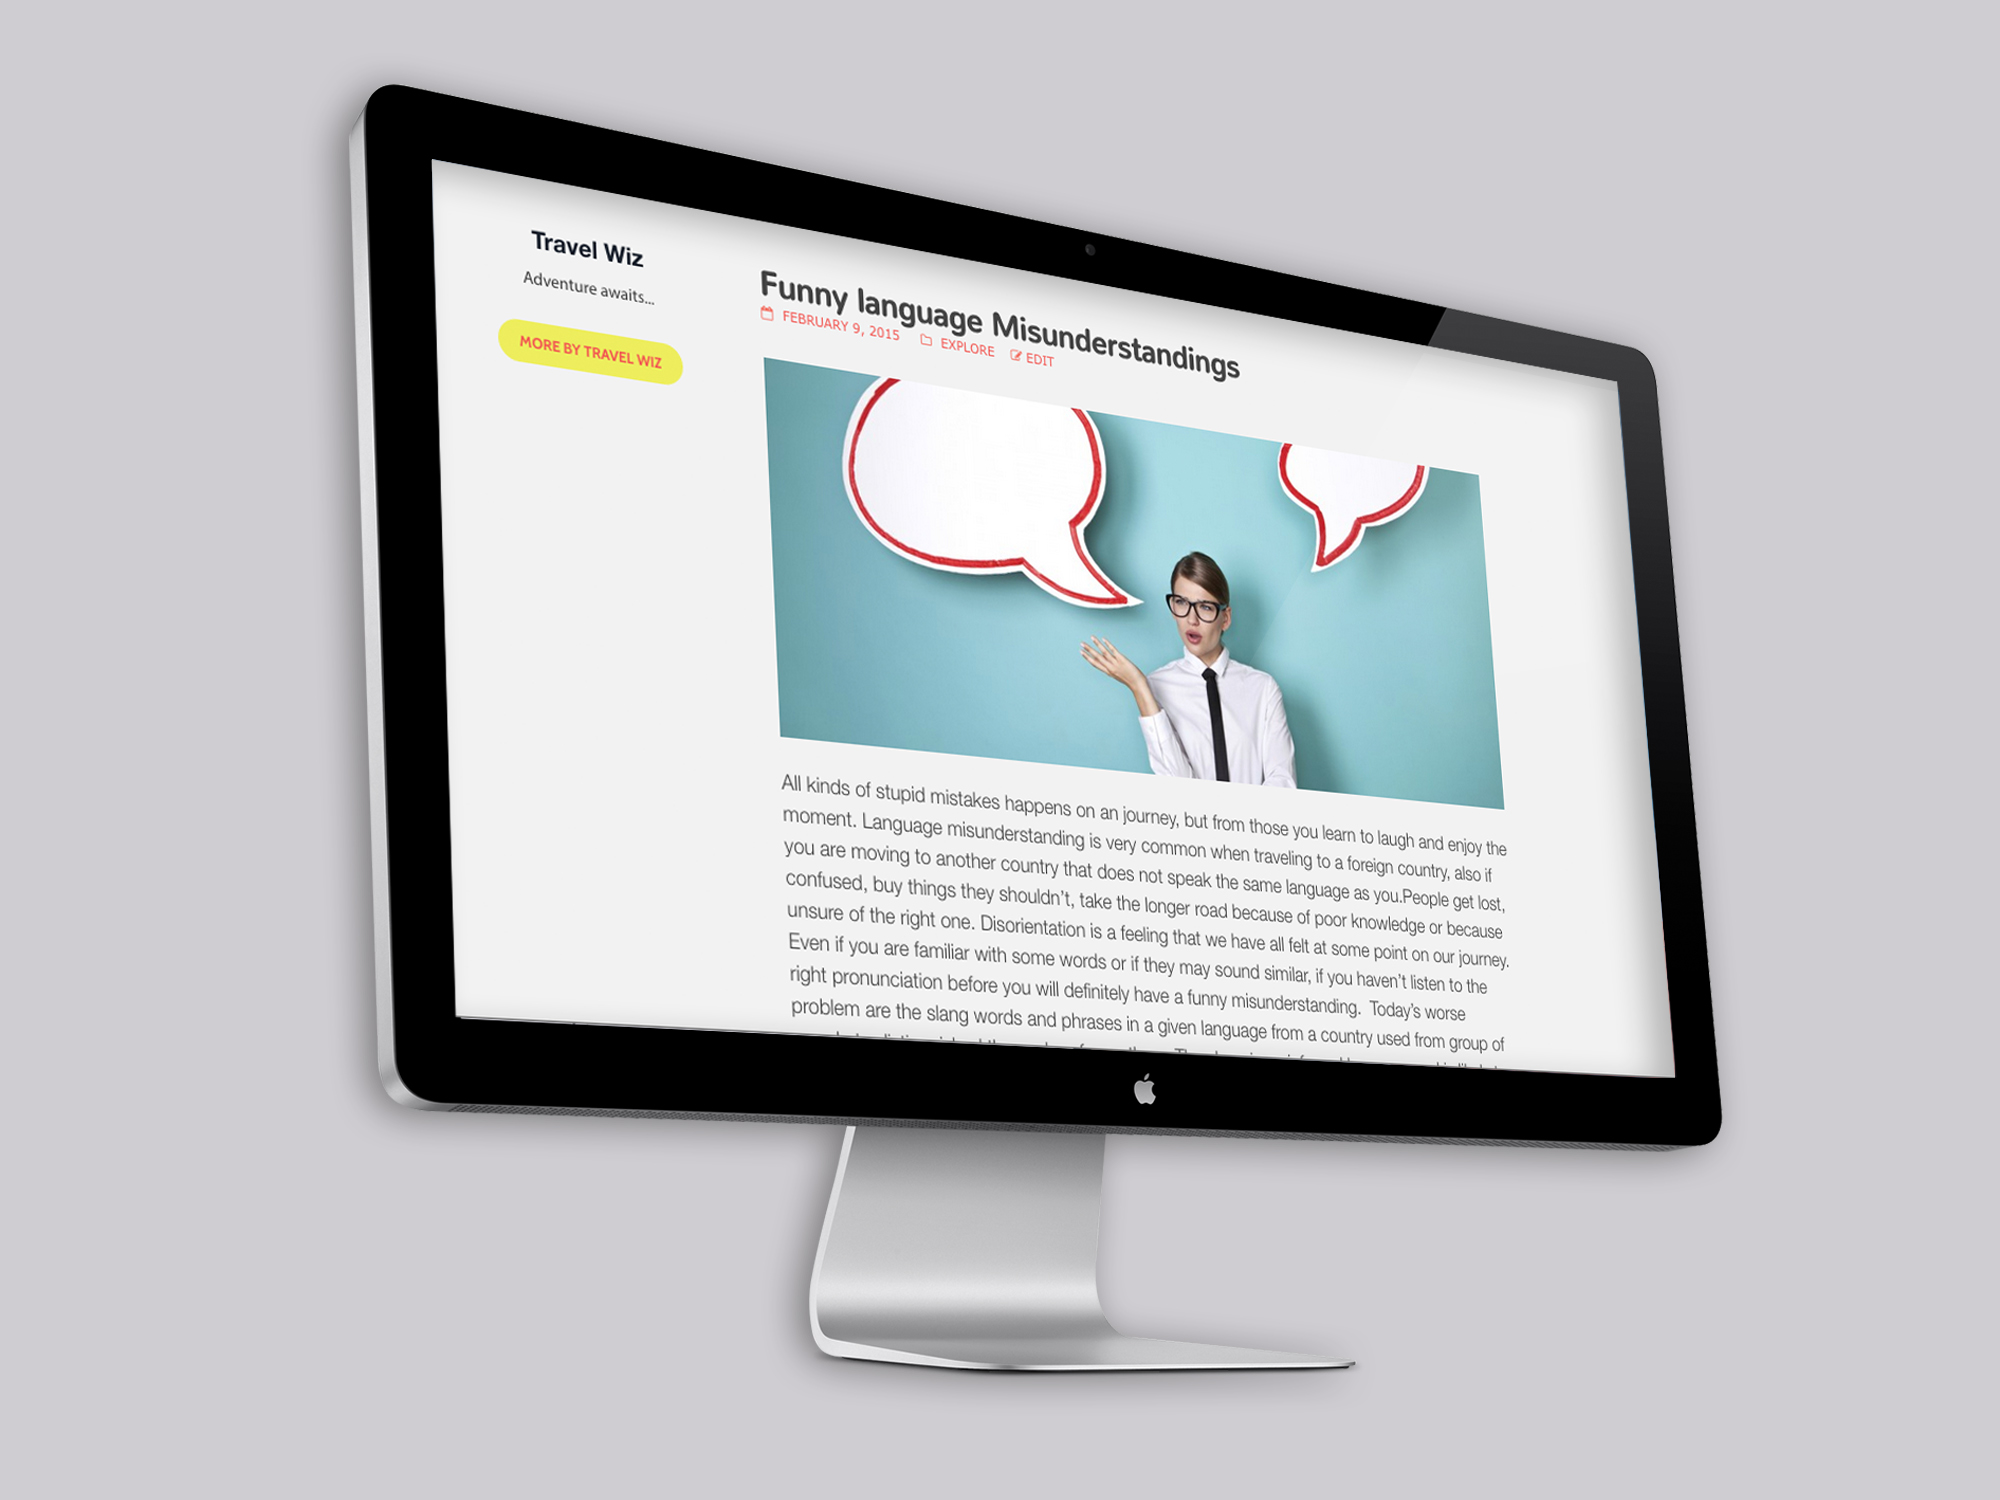 Travel Wiz
Adventure awaits...
MORE BY TRAVEL WIZ
Funny language Misunderstandings
FEBRUARY 9, 2015 EXPLORE EDIT
All kinds of stupid mistakes happens on an journey, but from those you learn to laugh and enjoy the
moment. Language misunderstanding is very common when traveling to a foreign country, also if
you are moving to another country that does not speak the same language as you.People get lost,
confused, buy things they shouldn't, take the longer road because of poor knowledge or because
unsure of the right one. Disorientation is a feeling that we have all felt at some point on our journey.
Even if you are familiar with some words or if they may sound similar, if you haven't listen to the
right pronunciation before you will definitely have a funny misunderstanding. Today's worse
problem are the slang words and phrases in a given language from a country used from group of